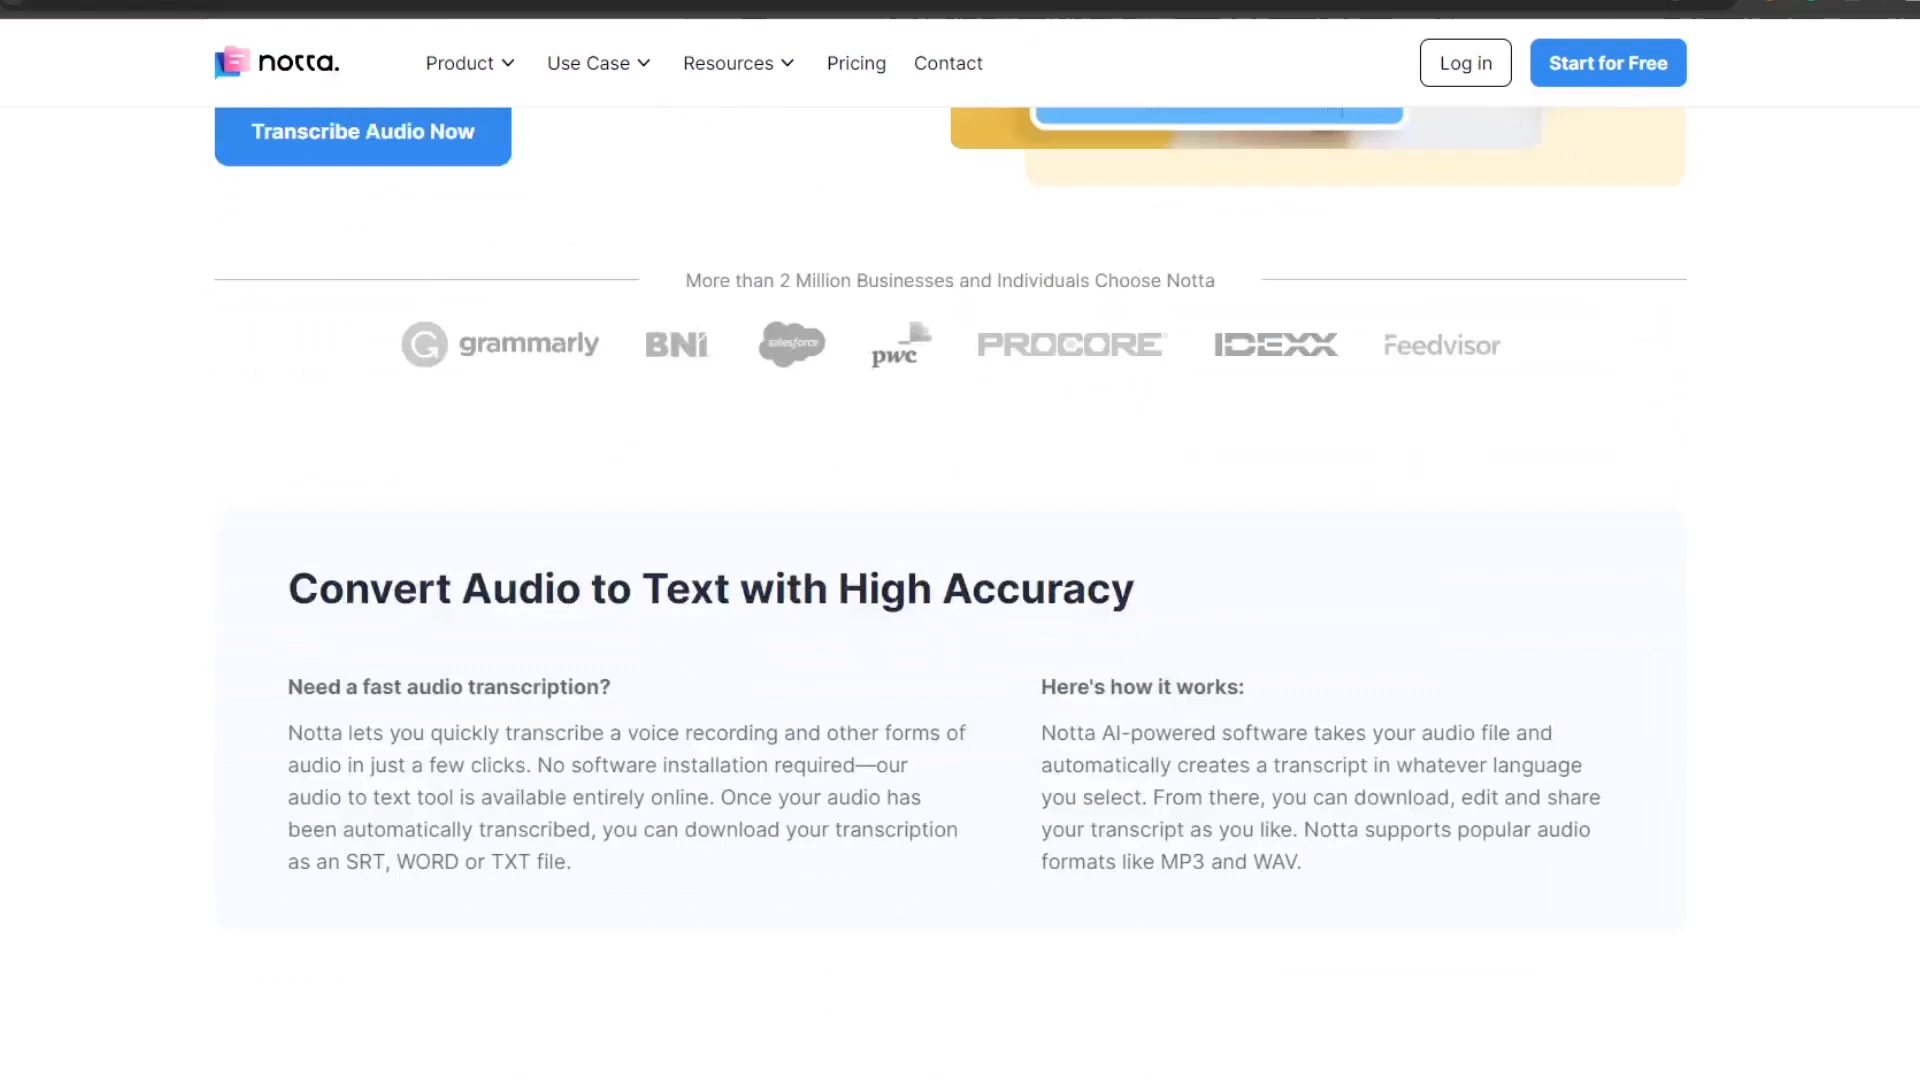 notta.
Product
Use Case
Resources
Pricing
Contact
Log in
Start for Free
Transcribe Audio Now
More than 2 Million Businesses and Individuals Choose Notta
grammarly
BNI
salesforce
pwc
PROCORE
IDEXX
Feedvisor
Convert Audio to Text with High Accuracy
Need a fast audio transcription?
Notta lets you quickly transcribe a voice recording and other forms of
audio in just a few clicks. No software installation required—our
audio to text tool is available entirely online. Once your audio has
been automatically transcribed, you can download your transcription
as an SRT, WORD or TXT file.
Here's how it works:
Notta AI-powered software takes your audio file and
automatically creates a transcript in whatever language
you select. From there, you can download, edit and share
your transcript as you like. Notta supports popular audio
formats like MP3 and WAV.